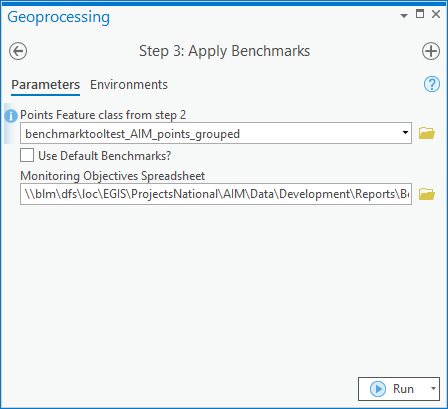 Geoprocessing
Step 3: Apply Benchmarks
Parameters Environments
Points Feature class from step 2
benchmarktooltest_AIM_points_grouped
Use Default Benchmarks?
Monitoring Objectives Spreadsheet
\\blm\dfs\loc\EGIS\ProjectsNational\AIM\Data\Development\Reports\Be
Run